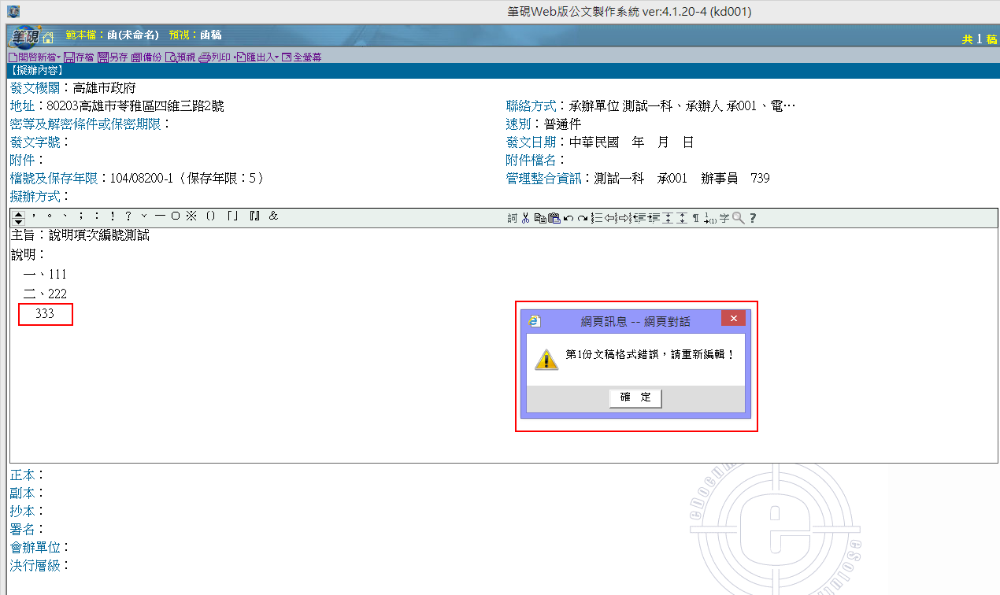 筆硯Web版公文製作系統 ver:4.1.20-4 (kd001)
筆硯 範本檔：函(未命名) 預視：函稿
共 1 稿
開啓新檔 存檔 另存 備份 預視 列印 匯出入 全螢幕
【擬辦內容】
發文機關：高雄市政府
地址：80203高雄市苓雅區四維三路2號
聯絡方式：承辦單位 測試一科、承辦人 承001、電…
密等及解密條件或保密期限：
速別：普通件
發文字號：
發文日期：中華民國　年　月　日
附件：
附件檔名：
檔號及保存年限：104/08200-1（保存年限：5）
管理整合資訊：測試一科　承001　辦事員　739
擬辦方式：
，。、；：！？ˇ—○※（）「」『』＆
詞 ¶ 字 ?
主旨：說明項次編號測試
說明：
一、111
二、222
333
網頁訊息 -- 網頁對話
第1份文稿格式錯誤，請重新編輯！
確 定
正本：
副本：
抄本：
署名：
會辦單位：
決行層級：